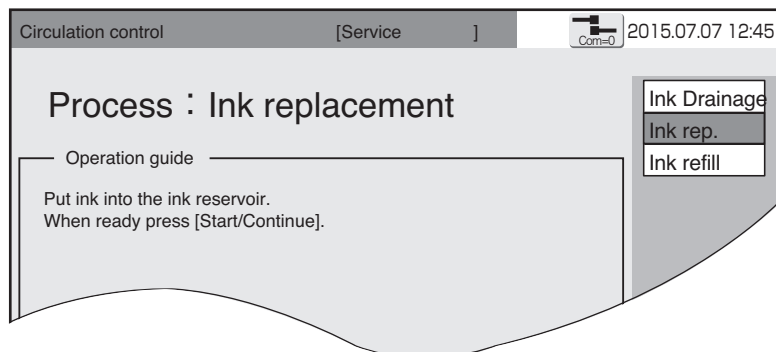 Circulation control [Service ] Com=0 2015.07.07 12:45
Process：Ink replacement
Operation guide
Put ink into the ink reservoir.
When ready press [Start/Continue].
Ink Drainage
Ink rep.
Ink refill